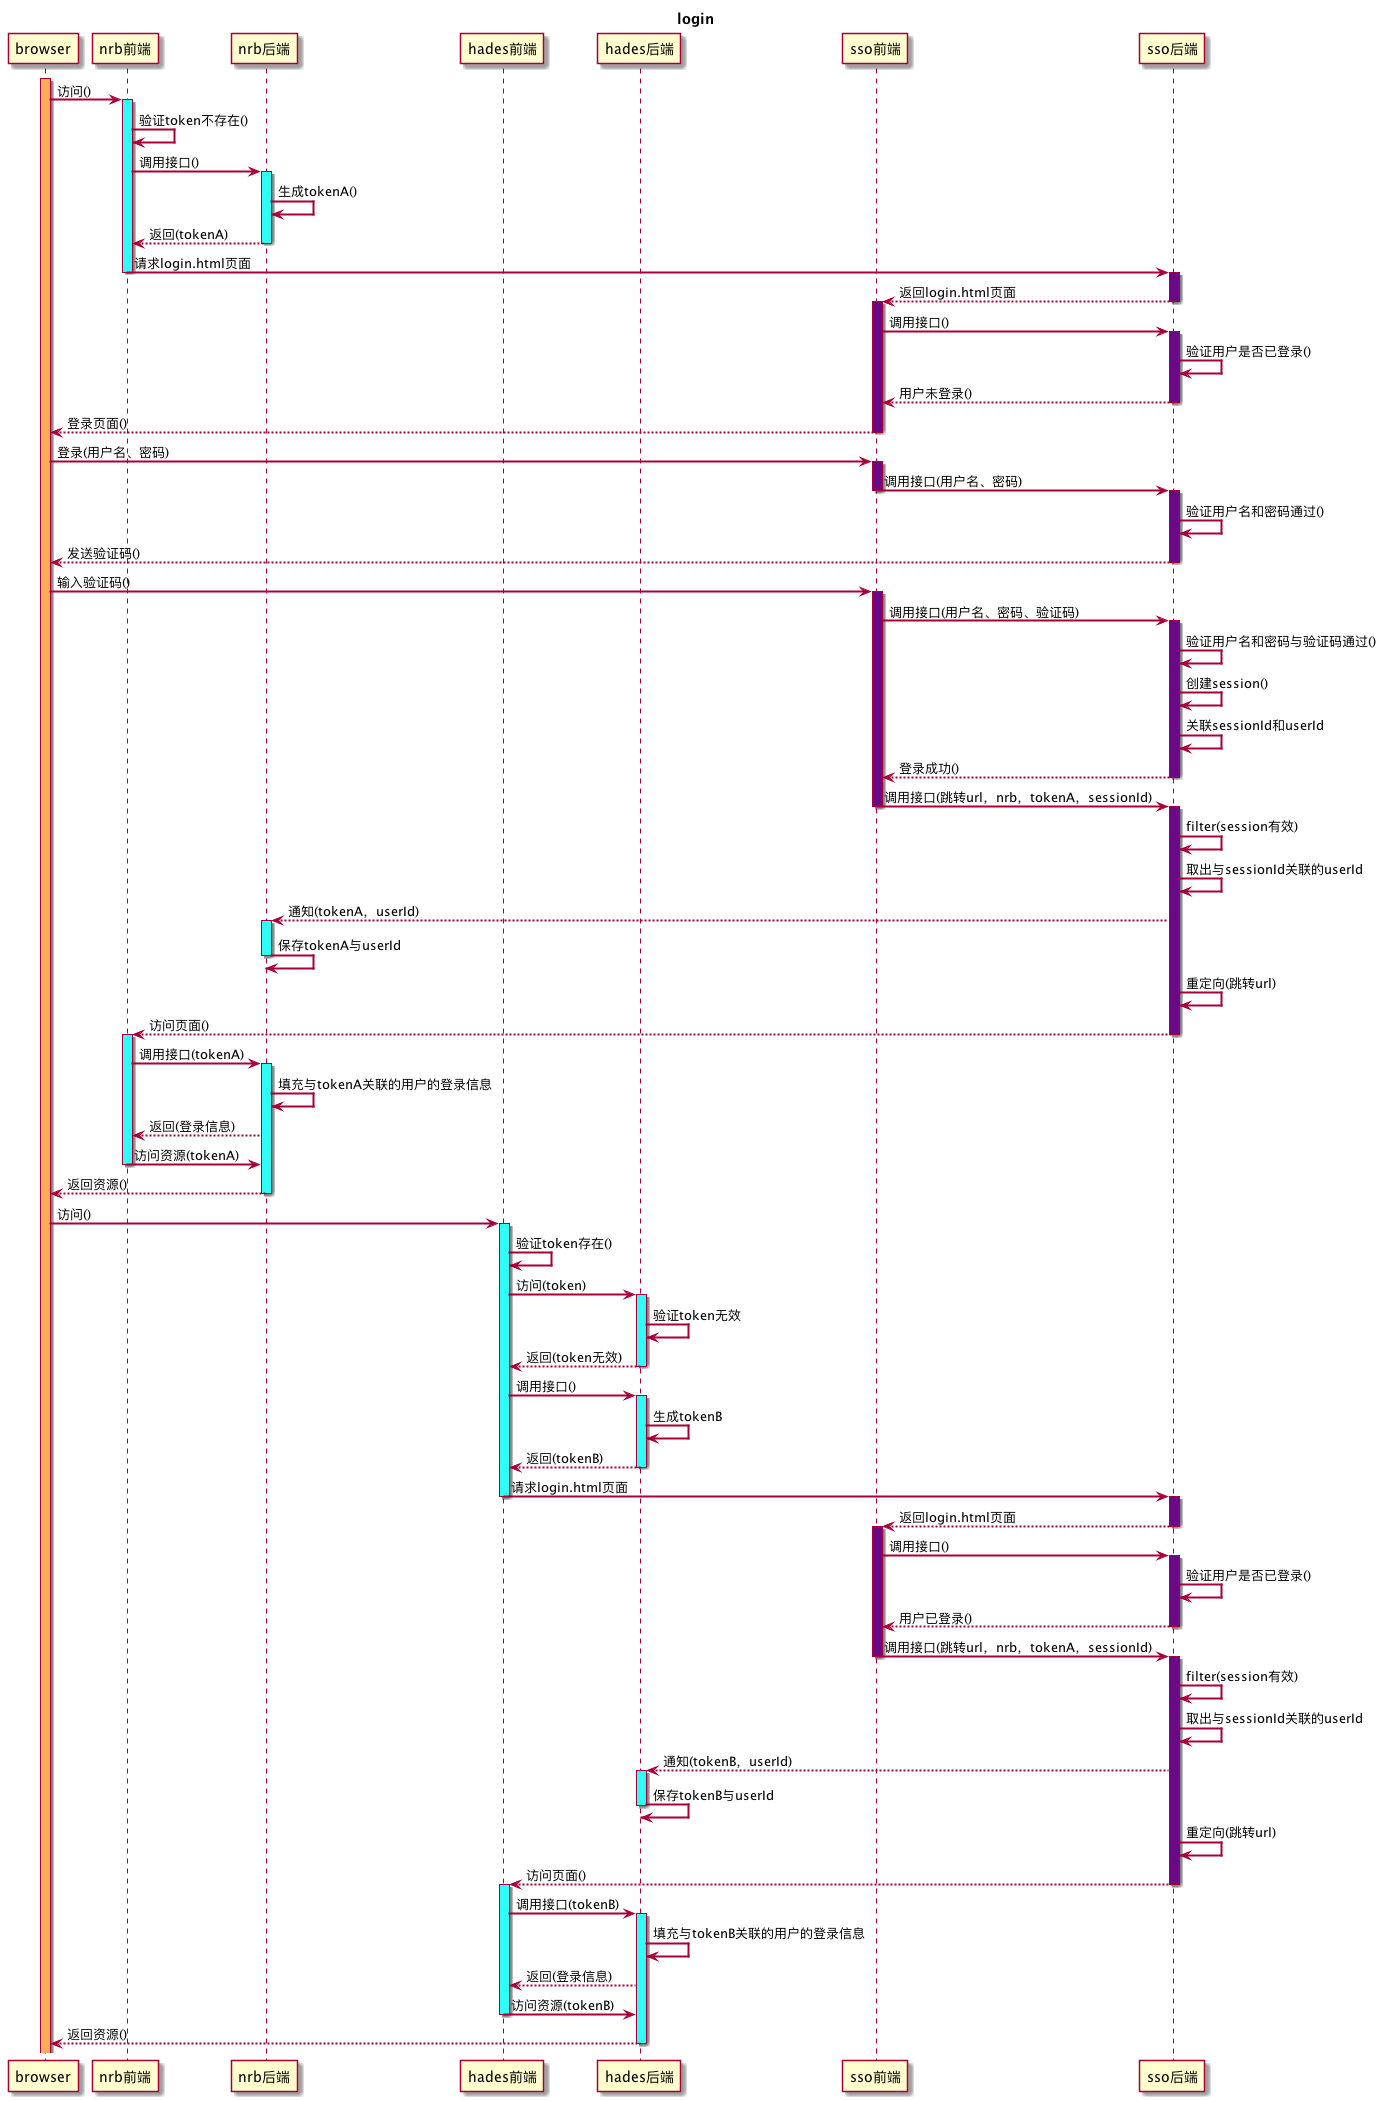 login
browser
nrb前端
nrb后端
hades前端
hades后端
sso前端
sso后端
访问()
验证token不存在()
调用接口()
生成tokenA()
返回(tokenA)
请求login.html页面
返回login.html页面
调用接口()
验证用户是否已登录()
用户未登录()
登录页面()
登录(用户名、密码)
调用接口(用户名、密码)
验证用户名和密码通过()
发送验证码()
输入验证码()
调用接口(用户名、密码、验证码)
验证用户名和密码与验证码通过()
创建session()
关联sessionId和userId
登录成功()
调用接口(跳转url，nrb，tokenA，sessionId)
filter(session有效)
取出与sessionId关联的userId
通知(tokenA，userId)
保存tokenA与userId
重定向(跳转url)
访问页面()
调用接口(tokenA)
填充与tokenA关联的用户的登录信息
返回(登录信息)
访问资源(tokenA)
返回资源()
访问()
验证token存在()
访问(token)
验证token无效
返回(token无效)
调用接口()
生成tokenB
返回(tokenB)
请求login.html页面
返回login.html页面
调用接口()
验证用户是否已登录()
用户已登录()
调用接口(跳转url，nrb，tokenA，sessionId)
filter(session有效)
取出与sessionId关联的userId
通知(tokenB，userId)
保存tokenB与userId
重定向(跳转url)
访问页面()
调用接口(tokenB)
填充与tokenB关联的用户的登录信息
返回(登录信息)
访问资源(tokenB)
返回资源()
browser
nrb前端
nrb后端
hades前端
hades后端
sso前端
sso后端